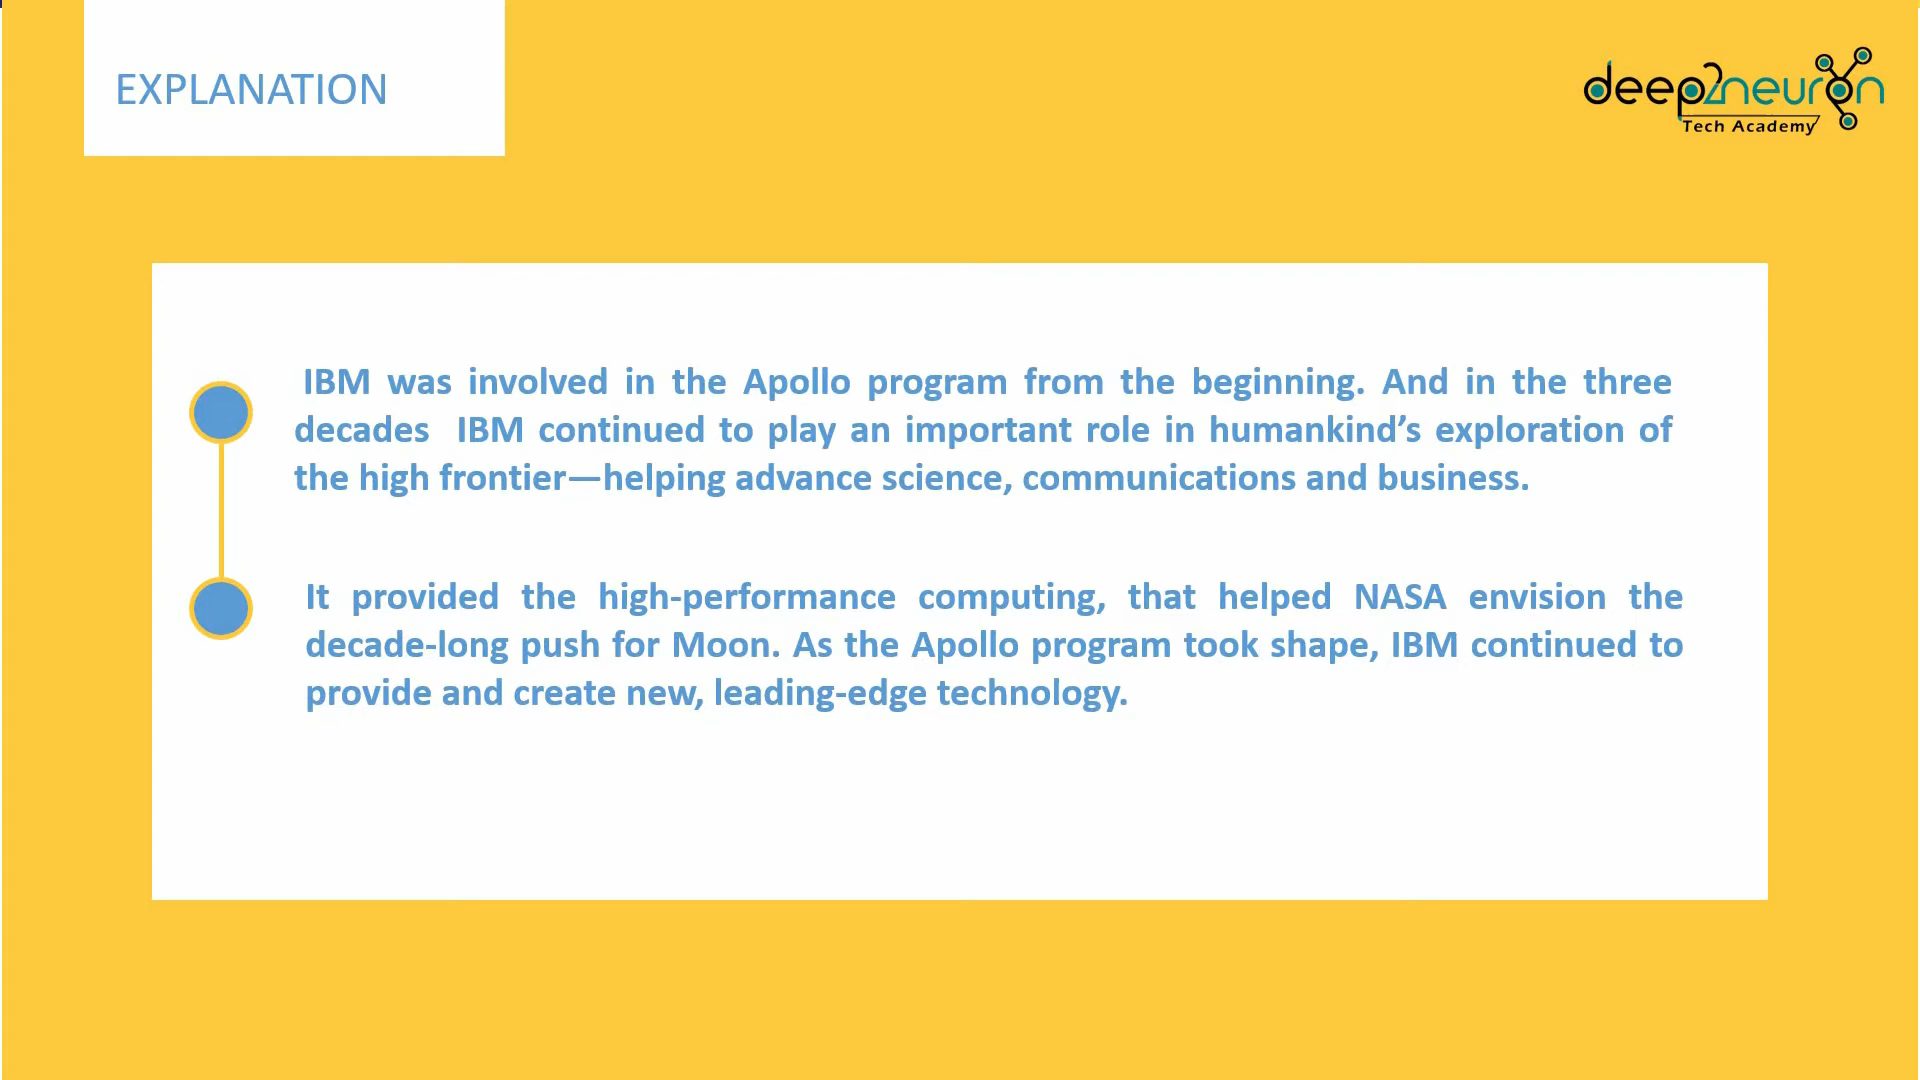 EXPLANATION
deep2neuron
Tech Academy
IBM was involved in the Apollo program from the beginning. And in the three
decades IBM continued to play an important role in humankind’s exploration of
the high frontier—helping advance science, communications and business.
It provided the high-performance computing, that helped NASA envision the
decade-long push for Moon. As the Apollo program took shape, IBM continued to
provide and create new, leading-edge technology.